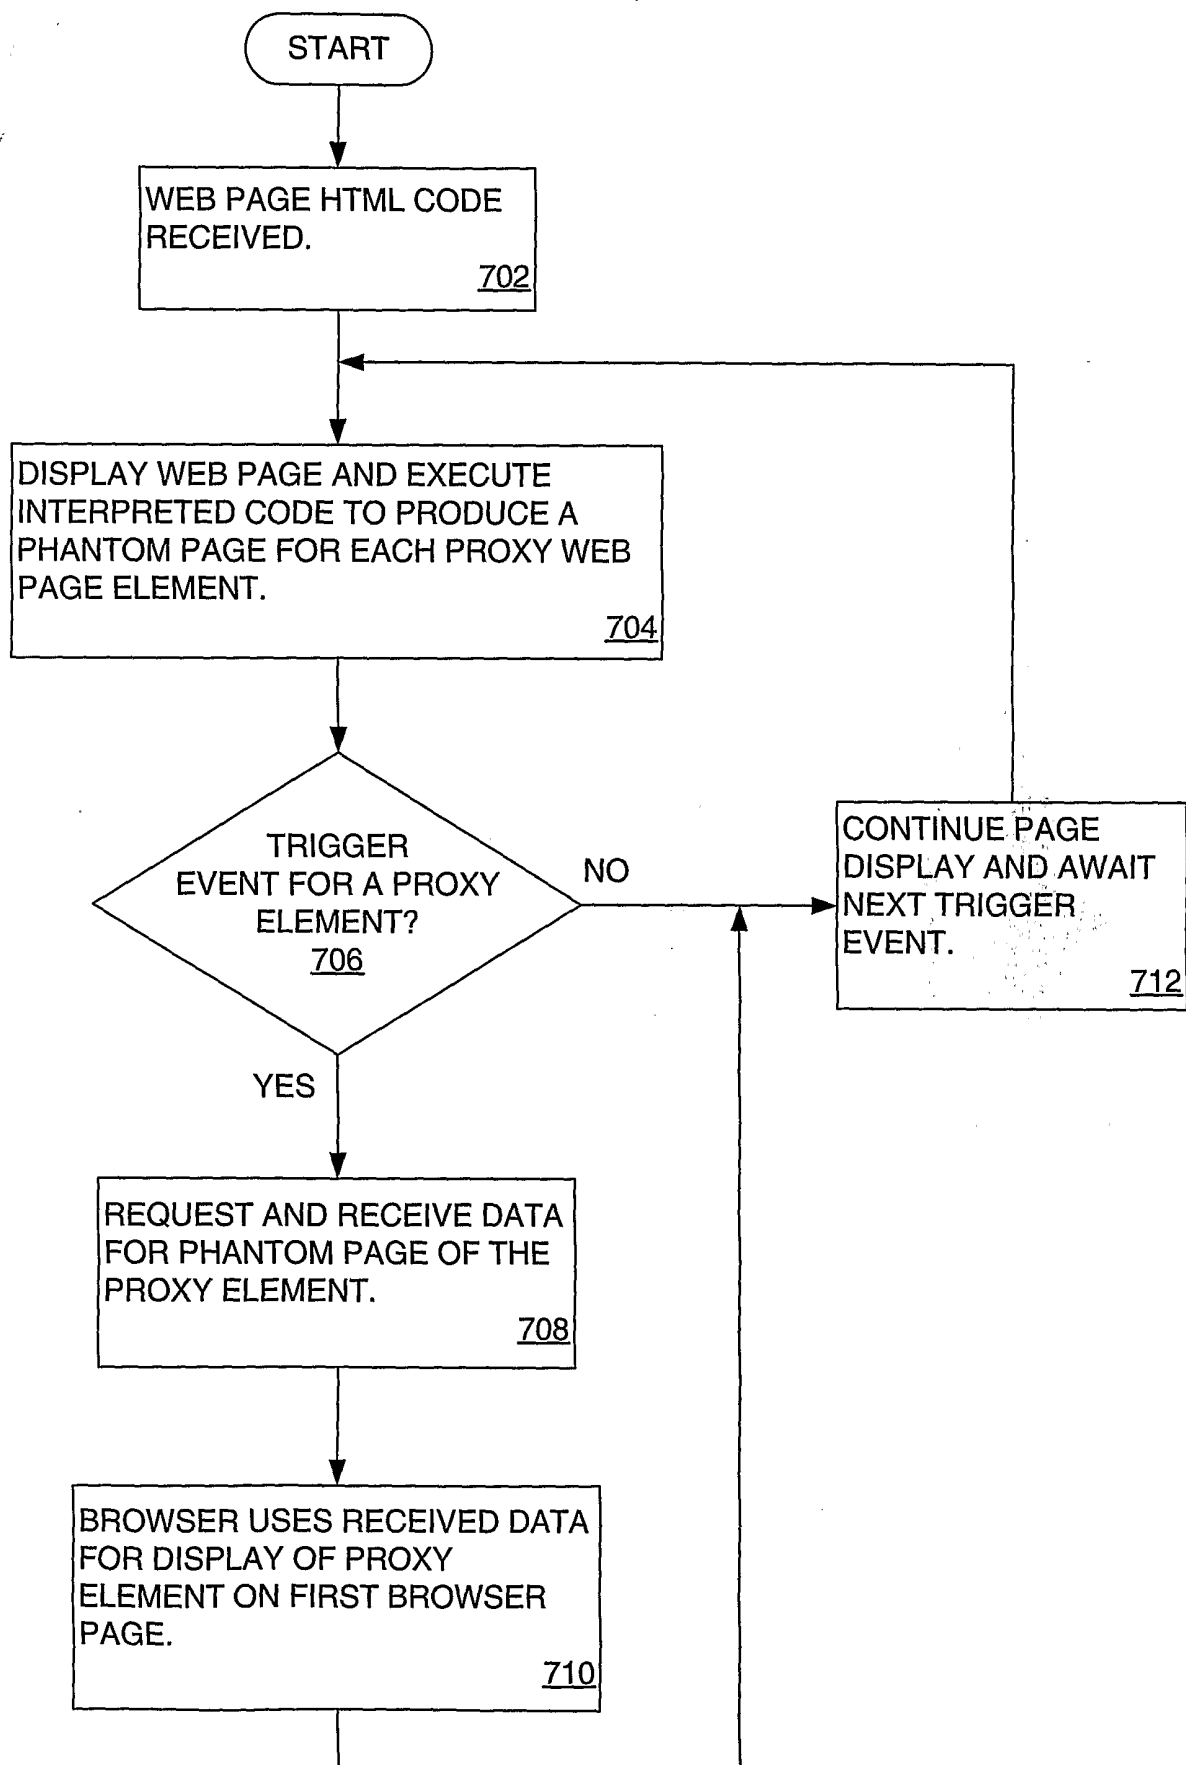 START
WEB PAGE HTML CODE
RECEIVED.
702
DISPLAY WEB PAGE AND EXECUTE
INTERPRETED CODE TO PRODUCE A
PHANTOM PAGE FOR EACH PROXY WEB
PAGE ELEMENT.
704
TRIGGER
EVENT FOR A PROXY
ELEMENT?
706
NO
CONTINUE PAGE
DISPLAY AND AWAIT
NEXT TRIGGER
EVENT.
712
YES
REQUEST AND RECEIVE DATA
FOR PHANTOM PAGE OF THE
PROXY ELEMENT.
708
BROWSER USES RECEIVED DATA
FOR DISPLAY OF PROXY
ELEMENT ON FIRST BROWSER
PAGE.
710